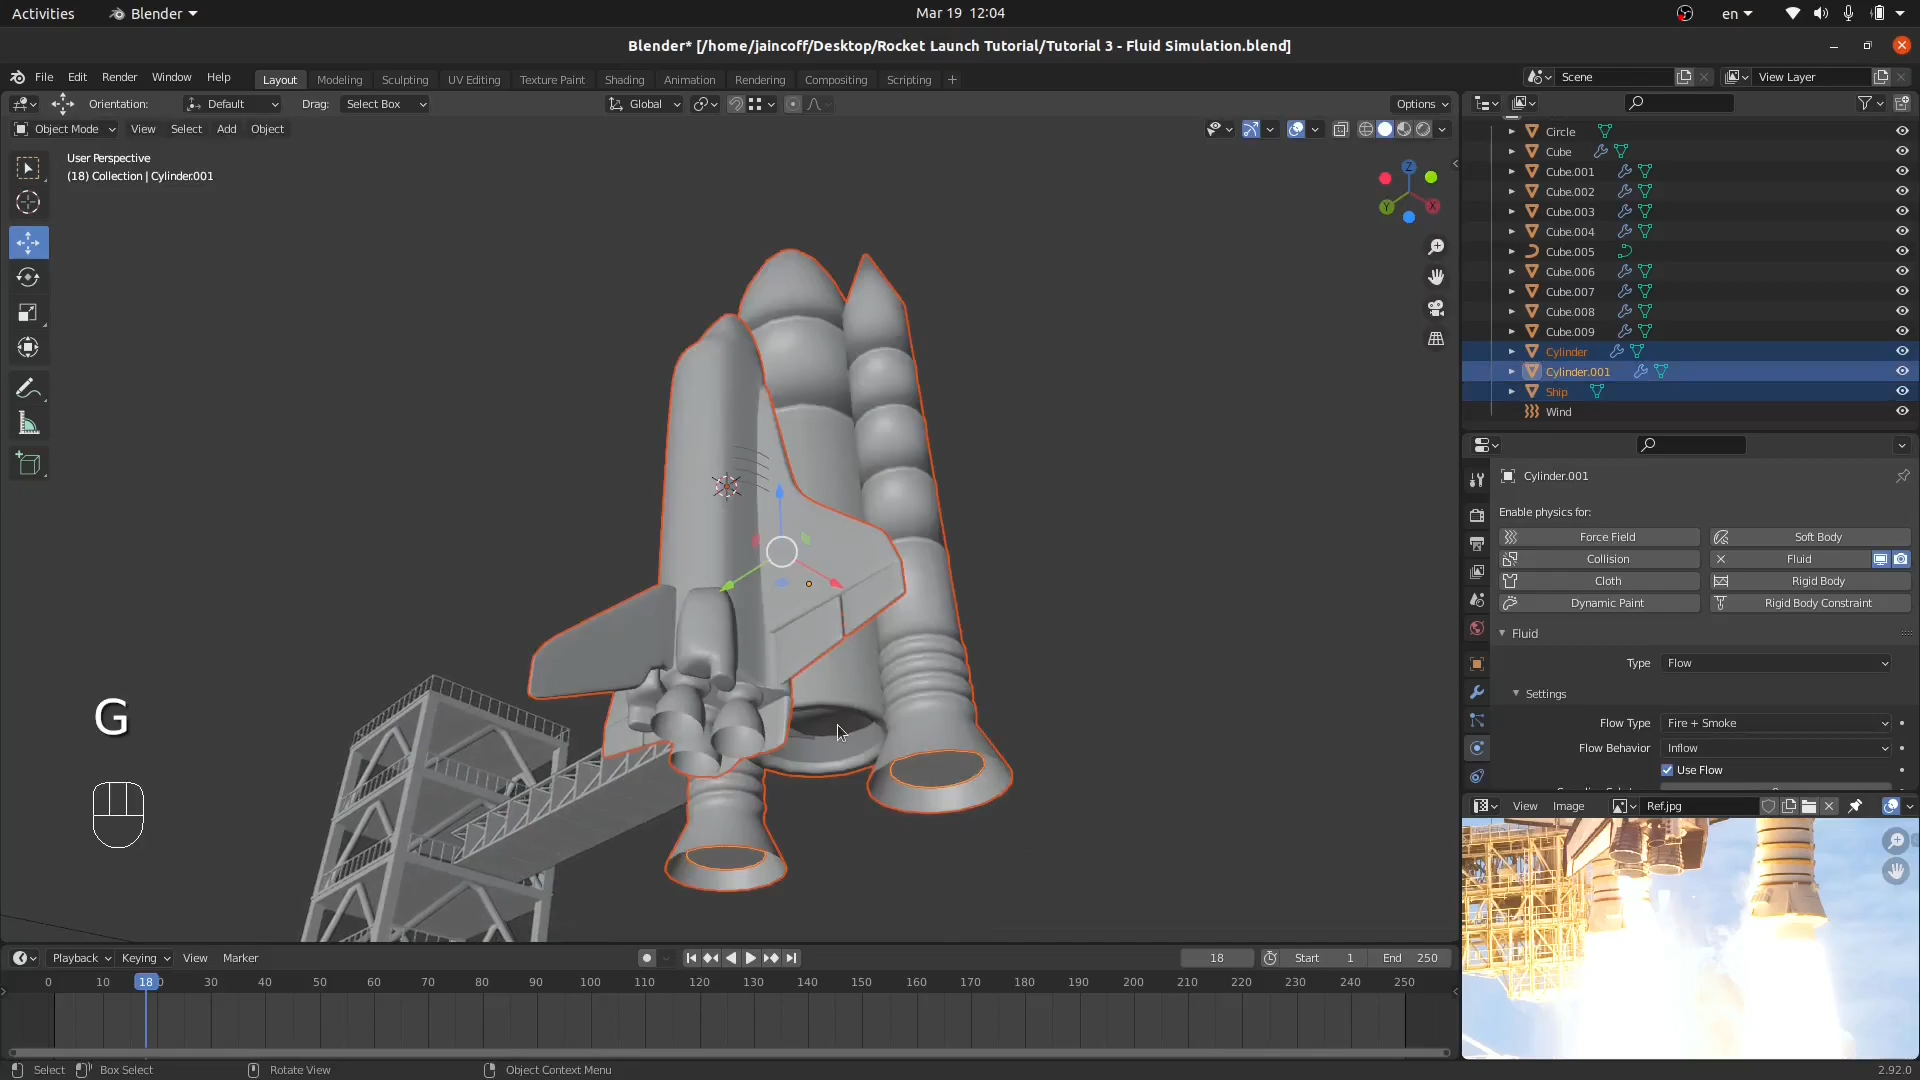 Activities Blender Mar 19 12:04 en
Blender* [/home/jaincoff/Desktop/Rocket Launch Tutorial/Tutorial 3 - Fluid Simulation.blend]
File Edit Render Window Help Layout Modeling Sculpting UV Editing Texture Paint Shading Animation Rendering Compositing Scripting + Scene View Layer
Orientation: Default Drag: Select Box Global Options
Object Mode View Select Add Object
User Perspective
(18) Collection | Cylinder.001
Z
Y X
G
Circle
Cube
Cube.001
Cube.002
Cube.003
Cube.004
Cube.005
Cube.006
Cube.007
Cube.008
Cube.009
Cylinder
Cylinder.001
Ship
Wind
Cylinder.001
Enable physics for:
Force Field Soft Body
Collision Fluid
Cloth Rigid Body
Dynamic Paint Rigid Body Constraint
Fluid
Type Flow
Settings
Flow Type Fire + Smoke
Flow Behavior Inflow
Use Flow
View Image Ref.jpg
Playback Keying View Marker 18 Start 1 End 250
0 10 18 30 40 50 60 70 80 90 100 110 120 130 140 150 160 170 180 190 200 210 220 230 240 250
Select Box Select Rotate View Object Context Menu 2.92.0